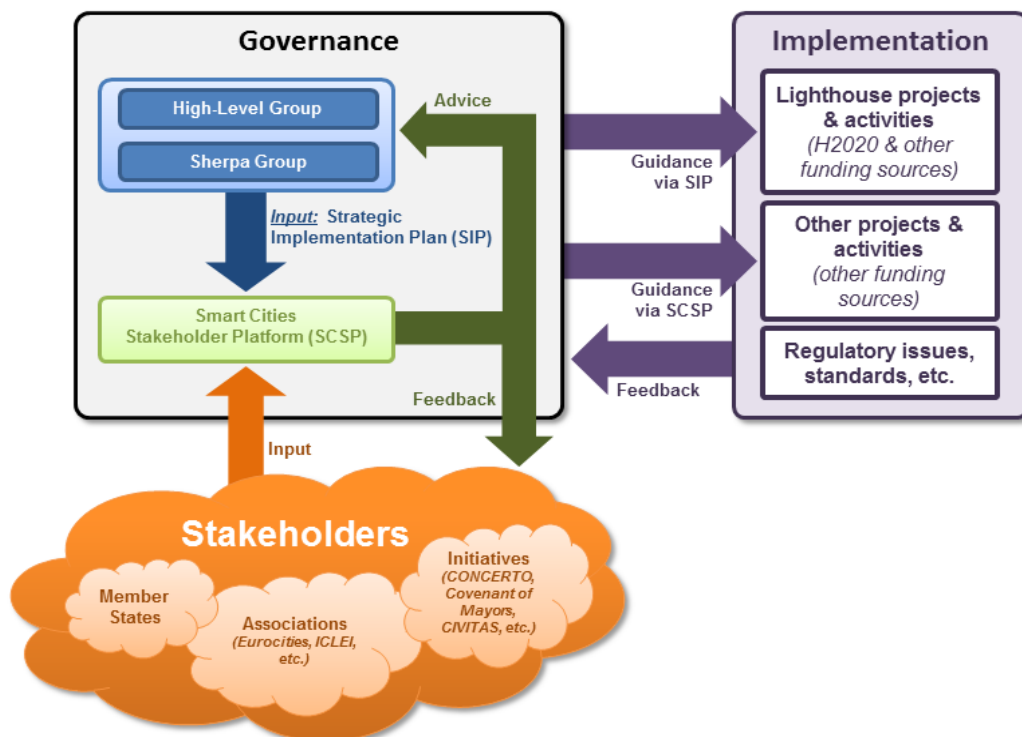 Governance
High-Level Group
Sherpa Group
Advice
Input: Strategic
Implementation Plan (SIP)
Smart Cities
Stakeholder Platform (SCSP)
Feedback
Input
Guidance
via SIP
Guidance
via SCSP
Feedback
Implementation
Lighthouse projects
& activities
(H2020 & other
funding sources)
Other projects &
activities
(other funding
sources)
Regulatory issues,
standards, etc.
Stakeholders
Member
States
Associations
(Eurocities, ICLEI,
etc.)
Initiatives
(CONCERTO,
Covenant of
Mayors,
CIVITAS, etc.)